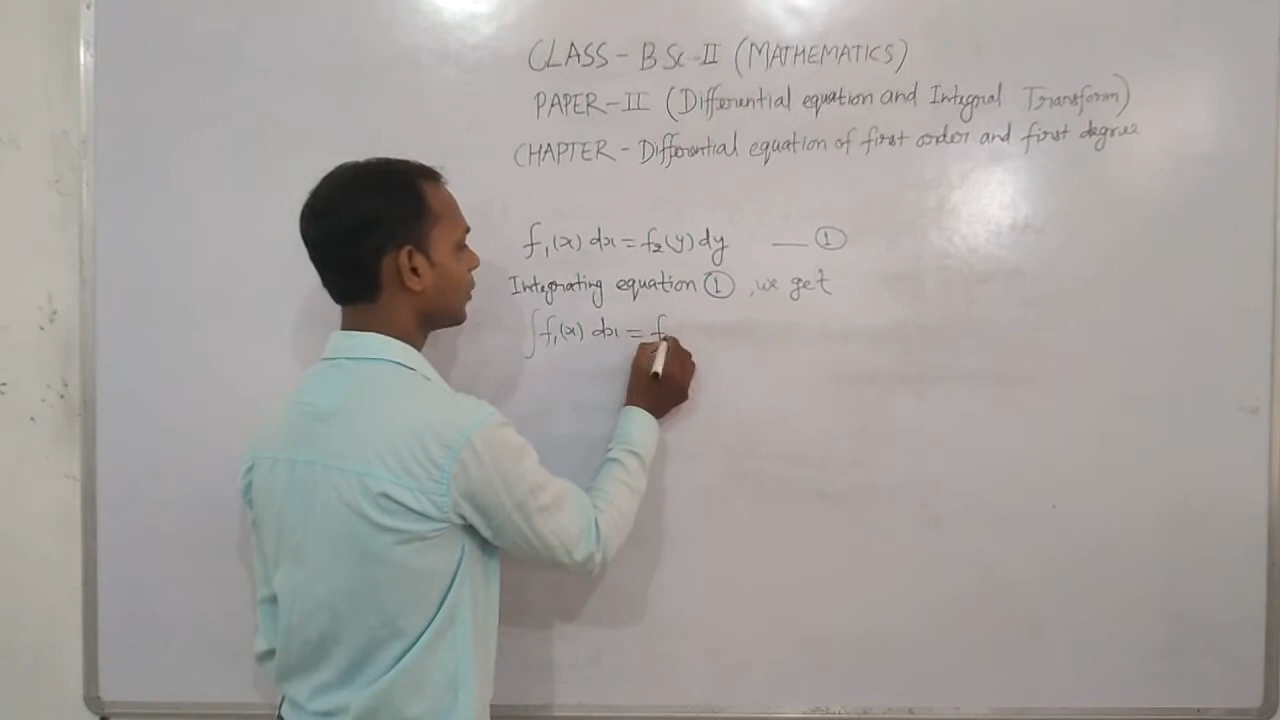 CLASS - B Sc - II (MATHEMATICS)
PAPER - II (Differential equation and Integral Transform)
CHAPTER - Differential equation of first order and first degree
f₁(x) dx = f₂(y) dy — ①
Integrating equation ①, we get
∫f₁(x) dx = f